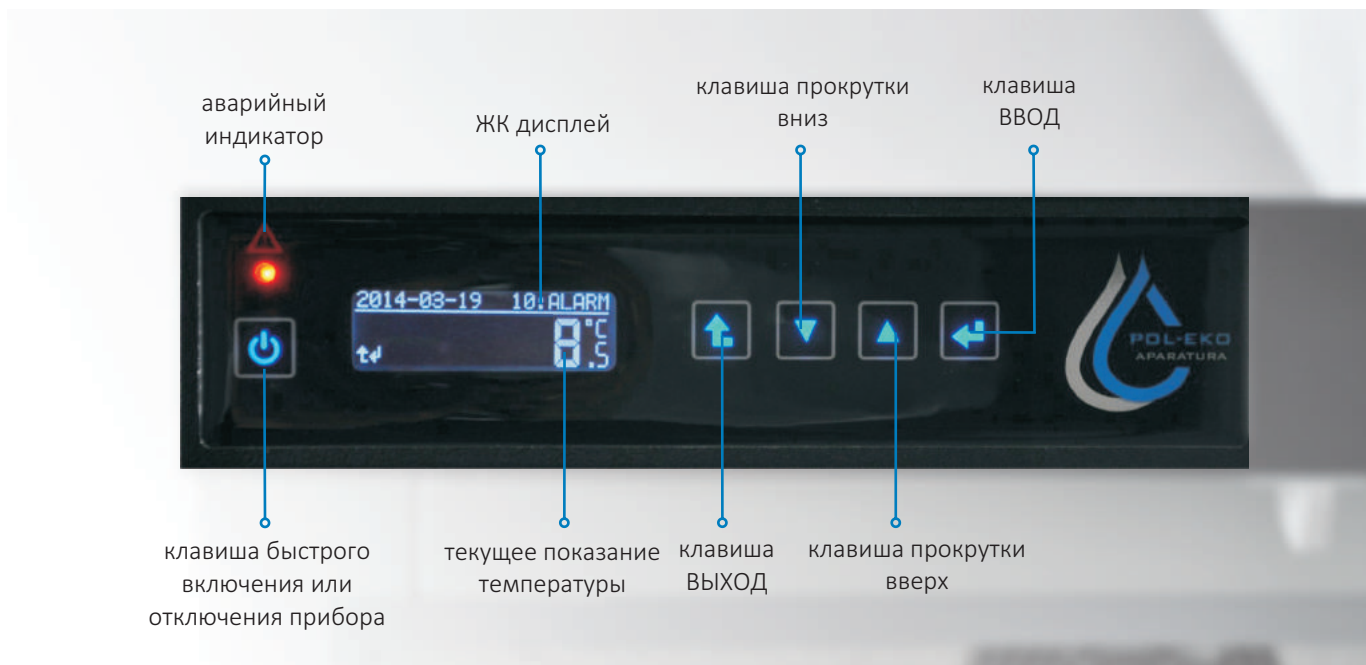 аварийный
индикатор
ЖК дисплей
клавиша прокрутки
вниз
клавиша
ВВОД
2014-03-19 10:ALARM
8.5 °C
POL-EKO
APARATURA
клавиша быстрого
включения или
отключения прибора
текущее показание
температуры
клавиша
ВЫХОД
клавиша прокрутки
вверх